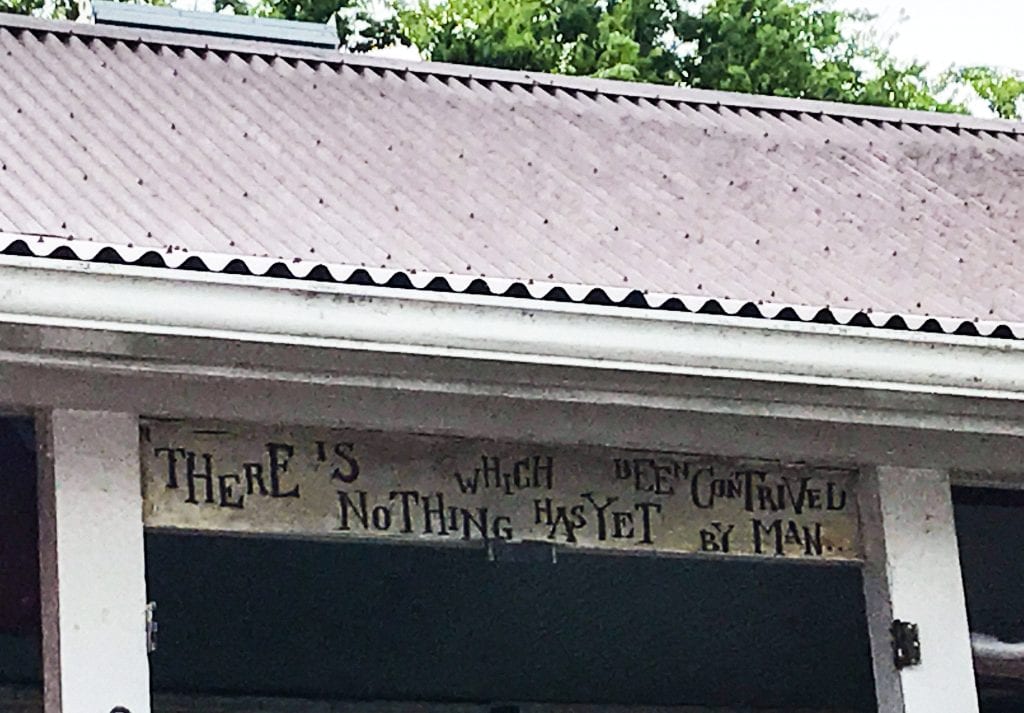 THERE IS
NOTHING
WHICH
HAS YET
BEEN CONTRIVED
BY MAN..